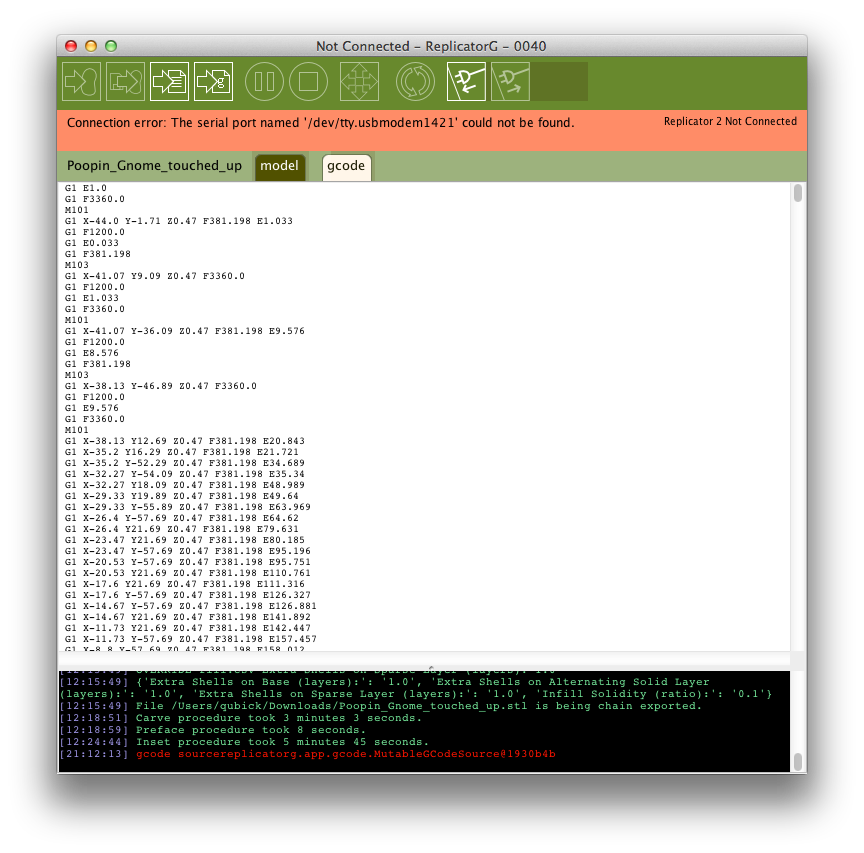 Not Connected – ReplicatorG – 0040
Connection error: The serial port named '/dev/tty.usbmodem1421' could not be found.
Replicator 2 Not Connected
Poopin_Gnome_touched_up model gcode
G1 E1.0
G1 F3360.0
M101
G1 X-44.0 Y-1.71 Z0.47 F381.198 E1.033
G1 F1200.0
G1 E0.033
G1 F381.198
M103
G1 X-41.07 Y9.09 Z0.47 F3360.0
G1 F1200.0
G1 E1.033
G1 F3360.0
M101
G1 X-41.07 Y-36.09 Z0.47 F381.198 E9.576
G1 F1200.0
G1 E8.576
G1 F381.198
M103
G1 X-38.13 Y-46.89 Z0.47 F3360.0
G1 F1200.0
G1 E9.576
G1 F3360.0
M101
G1 X-38.13 Y12.69 Z0.47 F381.198 E20.843
G1 X-35.2 Y16.29 Z0.47 F381.198 E21.721
G1 X-35.2 Y-52.29 Z0.47 F381.198 E34.689
G1 X-32.27 Y-54.09 Z0.47 F381.198 E35.34
G1 X-32.27 Y18.09 Z0.47 F381.198 E48.989
G1 X-29.33 Y19.89 Z0.47 F381.198 E49.64
G1 X-29.33 Y-55.89 Z0.47 F381.198 E63.969
G1 X-26.4 Y-57.69 Z0.47 F381.198 E64.62
G1 X-26.4 Y21.69 Z0.47 F381.198 E79.631
G1 X-23.47 Y21.69 Z0.47 F381.198 E80.185
G1 X-23.47 Y-57.69 Z0.47 F381.198 E95.196
G1 X-20.53 Y-57.69 Z0.47 F381.198 E95.751
G1 X-20.53 Y21.69 Z0.47 F381.198 E110.761
G1 X-17.6 Y21.69 Z0.47 F381.198 E111.316
G1 X-17.6 Y-57.69 Z0.47 F381.198 E126.327
G1 X-14.67 Y-57.69 Z0.47 F381.198 E126.881
G1 X-14.67 Y21.69 Z0.47 F381.198 E141.892
G1 X-11.73 Y21.69 Z0.47 F381.198 E142.447
G1 X-11.73 Y-57.69 Z0.47 F381.198 E157.457
G1 X-8.8 Y-57.69 Z0.47 F381.198 E158.012
[12:15:49] {'Extra Shells on Base (layers):': '1.0', 'Extra Shells on Alternating Solid Layer
(layers):': '1.0', 'Extra Shells on Sparse Layer (layers):': '1.0', 'Infill Solidity (ratio):': '0.1'}
[12:15:49] File /Users/qubick/Downloads/Poopin_Gnome_touched_up.stl is being chain exported.
[12:18:51] Carve procedure took 3 minutes 3 seconds.
[12:18:59] Preface procedure took 8 seconds.
[12:24:44] Inset procedure took 5 minutes 45 seconds.
[21:12:13] gcode sourcereplicatorg.app.gcode.MutableGCodeSource@1930b4b